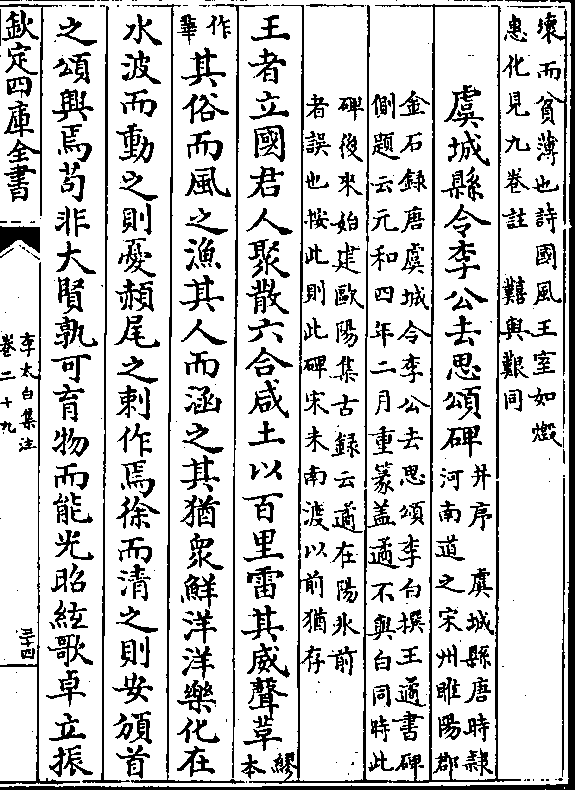 壊而貧薄也詩國風王室如燬
惠化見九卷註　囏與艱同
虞城縣令李公去思頌碑
并序　虞城縣唐時隸
河南道之宋州睢陽郡
金石録唐虞城令李公去思頌李白撰王遹書碑
側題云元和四年二月重篆蓋遹不與白同時此
碑後來始建歐陽集古録云遹在陽氷前
者誤也按此則此碑宋未南渡以前猶存
王者立國君人聚散六合咸土以百里雷其威聲草
繆
本
作
華
其俗而風之漁其人而涵之其猶衆鮮洋洋樂化在
水波而動之則憂赬尾之刺作焉徐而清之則安頒首
之頌興焉茍非大賢孰可育物而能光昭絃歌卓立振
欽定四庫全書
李太白集注
卷二十九
三十四